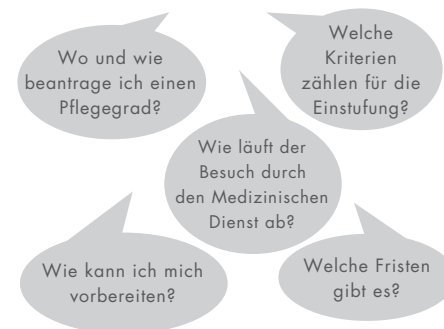 Wo und wie
beantrage ich einen
Pflegegrad?
Welche
Kriterien
zählen für die
Einstufung?
Wie läuft der
Besuch durch
den Medizinischen
Dienst ab?
Wie kann ich mich
vorbereiten?
Welche Fristen
gibt es?